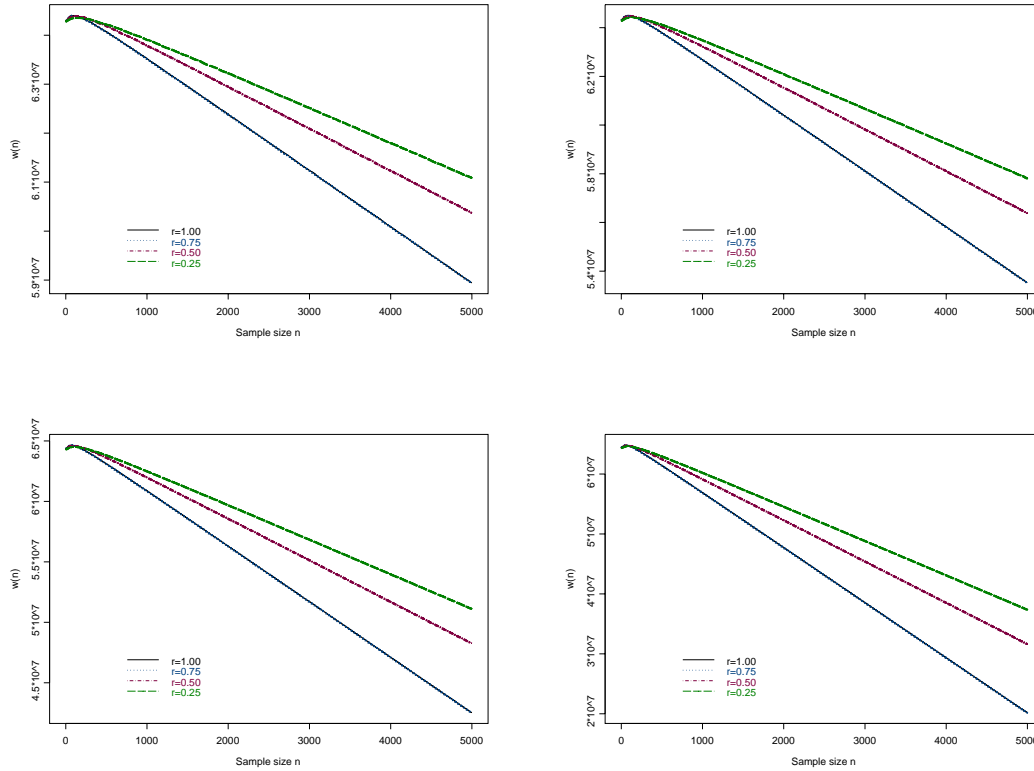 6.3*10^7
6.1*10^7
5.9*10^7
w(n)
r=1.00
r=0.75
r=0.50
r=0.25
0 1000 2000 3000 4000 5000
Sample size n
6.2*10^7
5.8*10^7
5.4*10^7
w(n)
r=1.00
r=0.75
r=0.50
r=0.25
0 1000 2000 3000 4000 5000
Sample size n
6.5*10^7
6*10^7
5.5*10^7
5*10^7
4.5*10^7
w(n)
r=1.00
r=0.75
r=0.50
r=0.25
0 1000 2000 3000 4000 5000
Sample size n
6*10^7
5*10^7
4*10^7
3*10^7
2*10^7
w(n)
r=1.00
r=0.75
r=0.50
r=0.25
0 1000 2000 3000 4000 5000
Sample size n